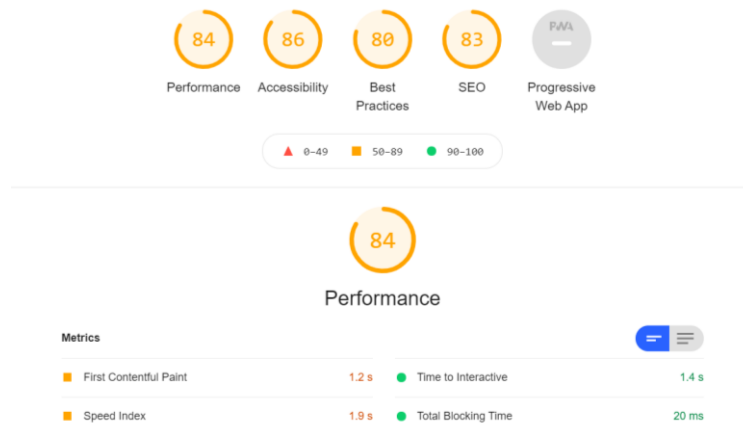 84 86 80 83 PWA
Performance Accessibility Best Practices SEO Progressive Web App
0–49 50–89 90–100
84
Performance
Metrics
First Contentful Paint 1.2 s Time to Interactive 1.4 s
Speed Index 1.9 s Total Blocking Time 20 ms